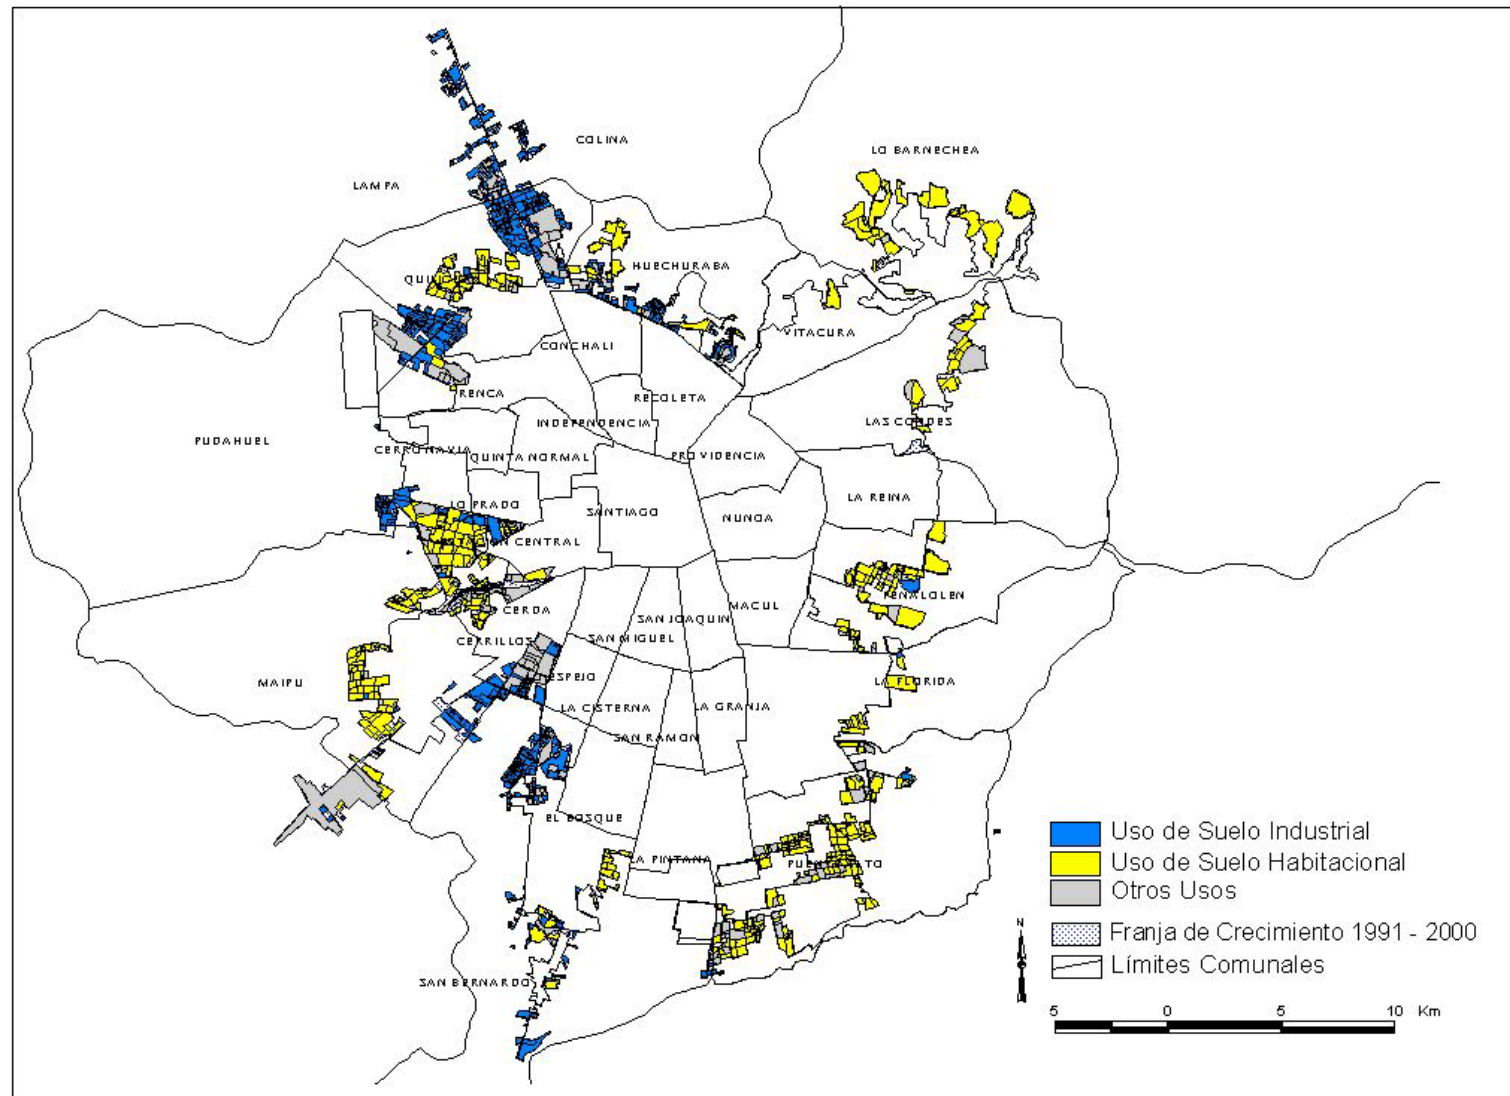 COLINA
LO BARNECHEA
LAMPA
HUECHURABA
VITACURA
CONCHALI
RENCA
RECOLETA
INDEPENDENCIA
LAS CONDES
PUDAHUEL
CERRO NAVIA
QUINTA NORMAL
PROVIDENCIA
LA REINA
LO PRADO
SANTIAGO
NUNOA
ESTACION CENTRAL
PENALOLEN
CERDA
MACUL
SAN JOAQUIN
CERRILLOS
SAN MIGUEL
MAIPU
ESPEJO
LA FLORIDA
LA CISTERNA
LA GRANJA
SAN RAMON
EL BOSQUE
LA PINTANA
SAN BERNARDO
Uso de Suelo Industrial
Uso de Suelo Habitacional
Otros Usos
Franja de Crecimiento 1991 - 2000
Límites Comunales
N
5 0 5 10 Km